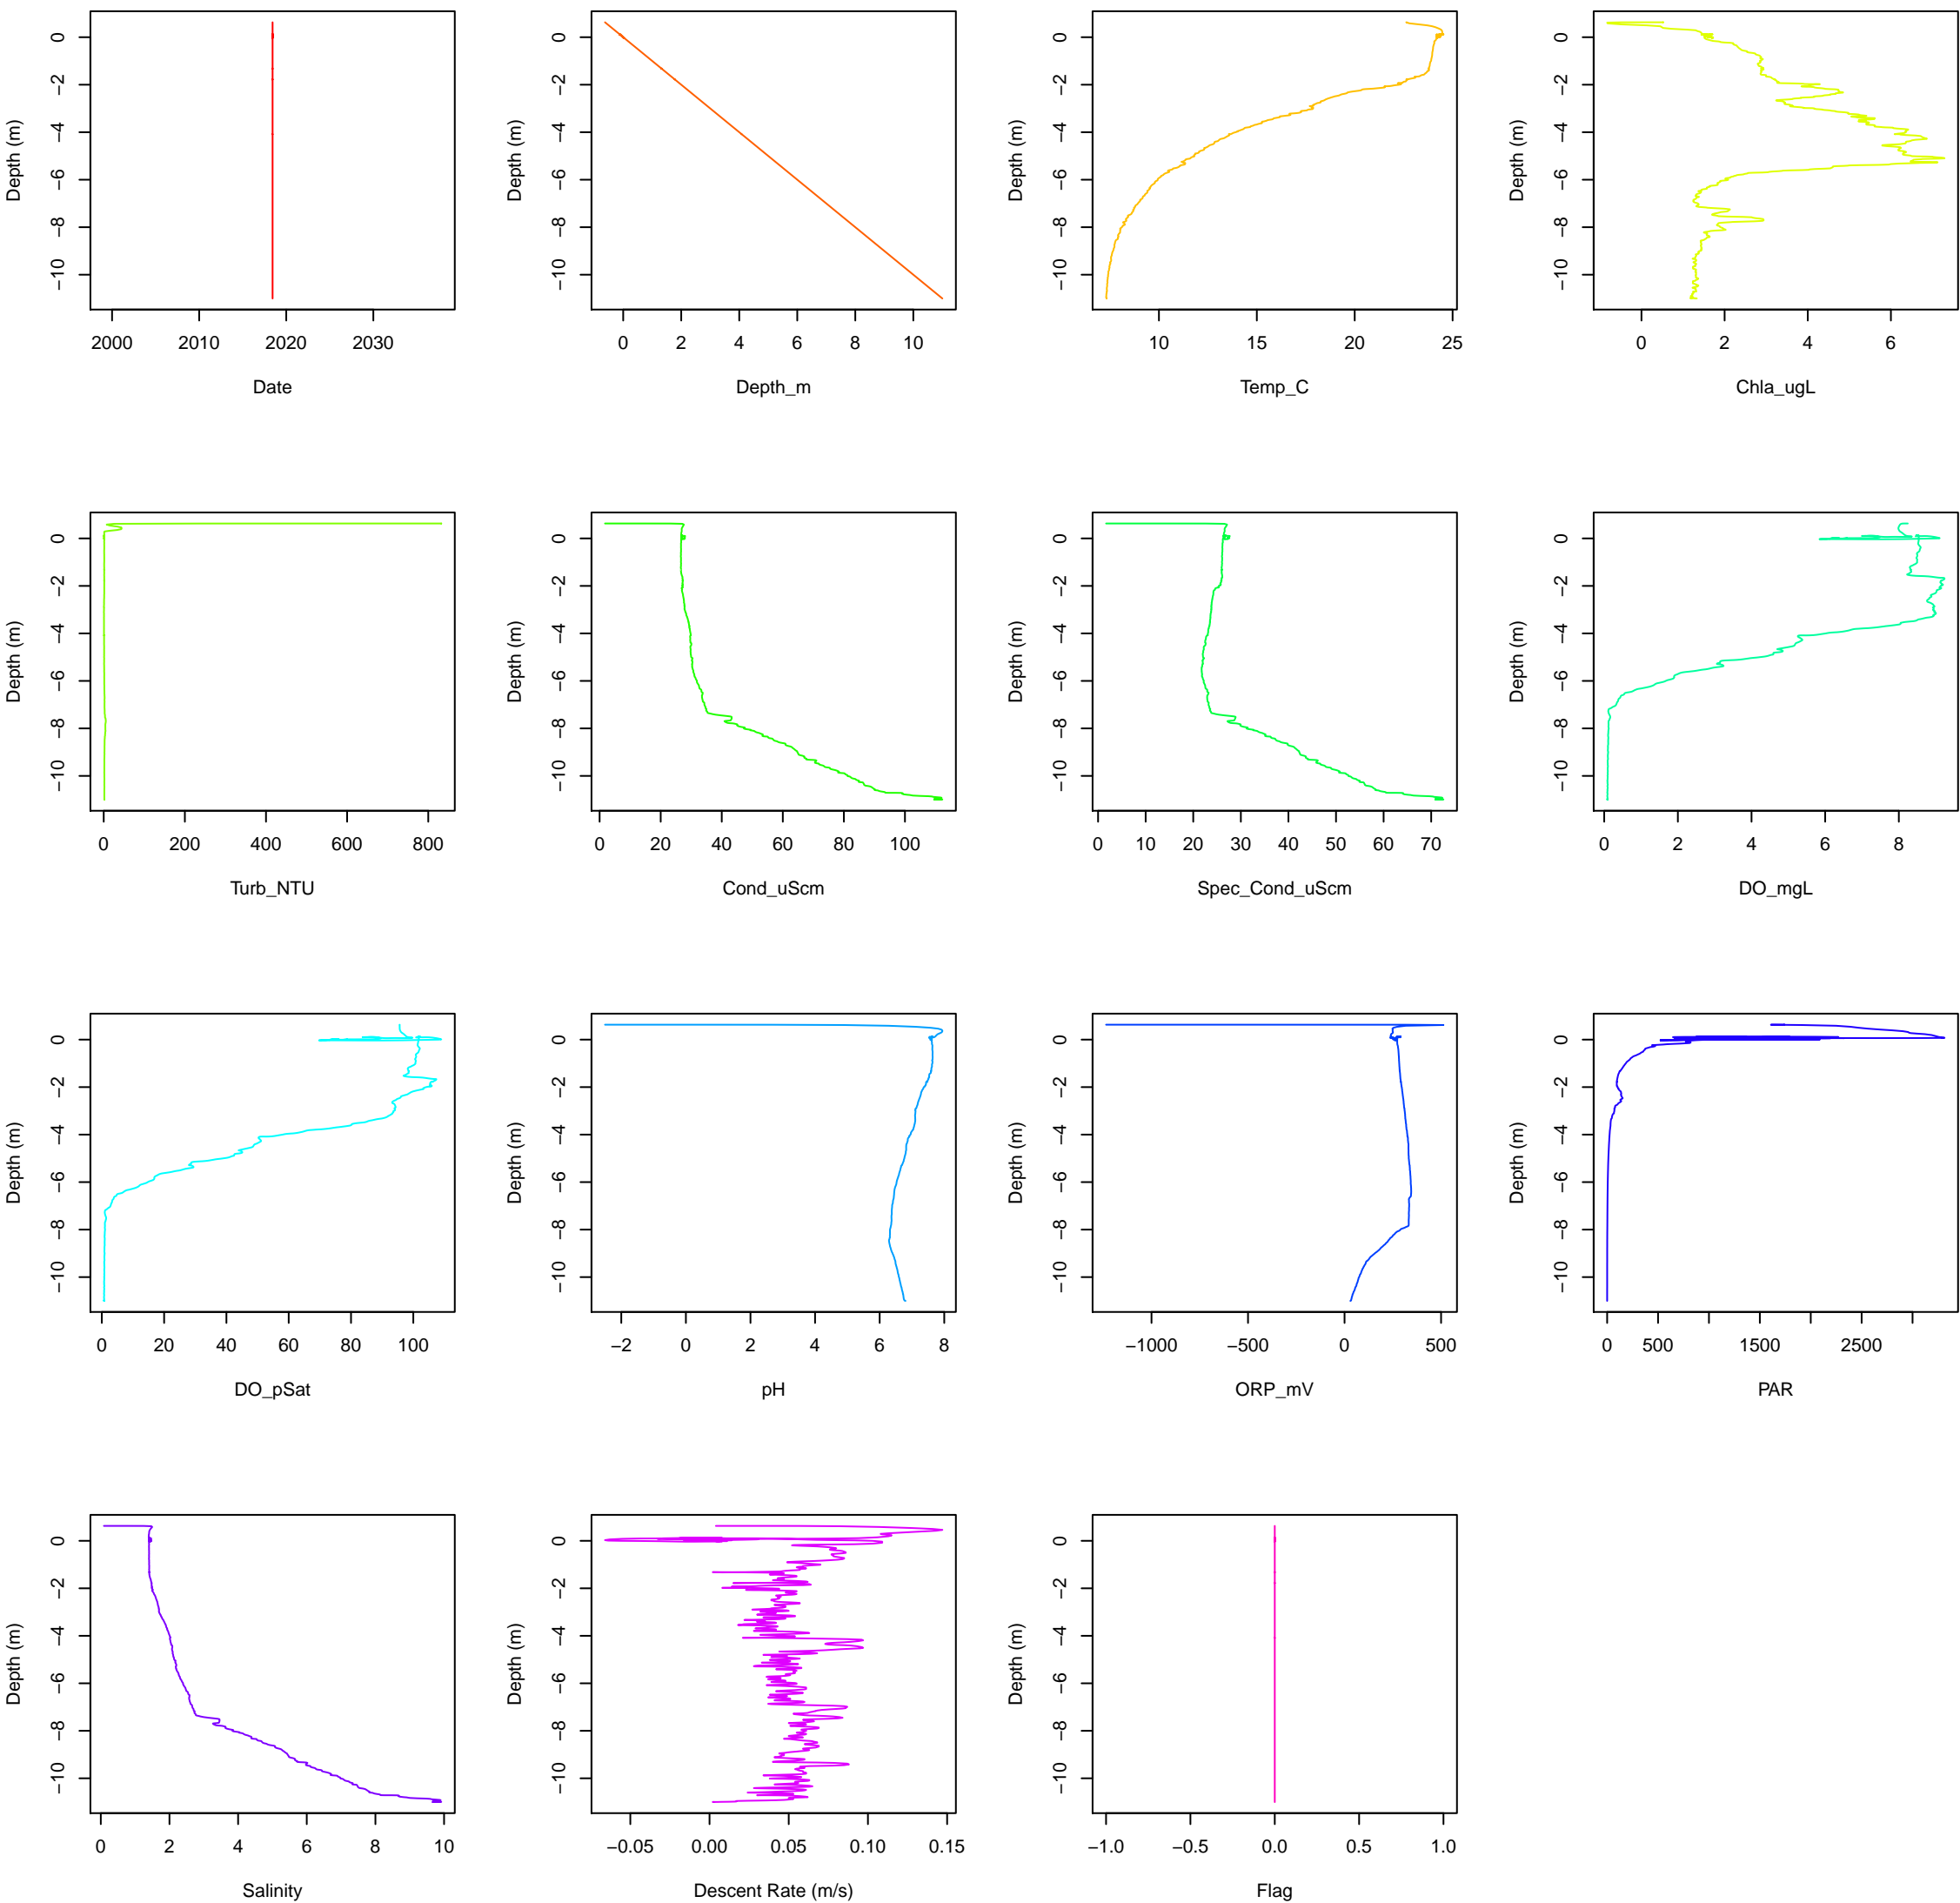 Depth (m)
0
−2
−4
−6
−8
−10
2000 2010 2020 2030
Date
Depth (m)
0
−2
−4
−6
−8
−10
0 2 4 6 8 10
Depth_m
Depth (m)
0
−2
−4
−6
−8
−10
10 15 20 25
Temp_C
Depth (m)
0
−2
−4
−6
−8
−10
0 2 4 6
Chla_ugL
Depth (m)
0
−2
−4
−6
−8
−10
0 200 400 600 800
Turb_NTU
Depth (m)
0
−2
−4
−6
−8
−10
0 20 40 60 80 100
Cond_uScm
Depth (m)
0
−2
−4
−6
−8
−10
0 10 20 30 40 50 60 70
Spec_Cond_uScm
Depth (m)
0
−2
−4
−6
−8
−10
0 2 4 6 8
DO_mgL
Depth (m)
0
−2
−4
−6
−8
−10
0 20 40 60 80 100
DO_pSat
Depth (m)
0
−2
−4
−6
−8
−10
−2 0 2 4 6 8
pH
Depth (m)
0
−2
−4
−6
−8
−10
−1000 −500 0 500
ORP_mV
Depth (m)
0
−2
−4
−6
−8
−10
0 500 1500 2500
PAR
Depth (m)
0
−2
−4
−6
−8
−10
0 2 4 6 8 10
Salinity
Depth (m)
0
−2
−4
−6
−8
−10
−0.05 0.00 0.05 0.10 0.15
Descent Rate (m/s)
Depth (m)
0
−2
−4
−6
−8
−10
−1.0 −0.5 0.0 0.5 1.0
Flag